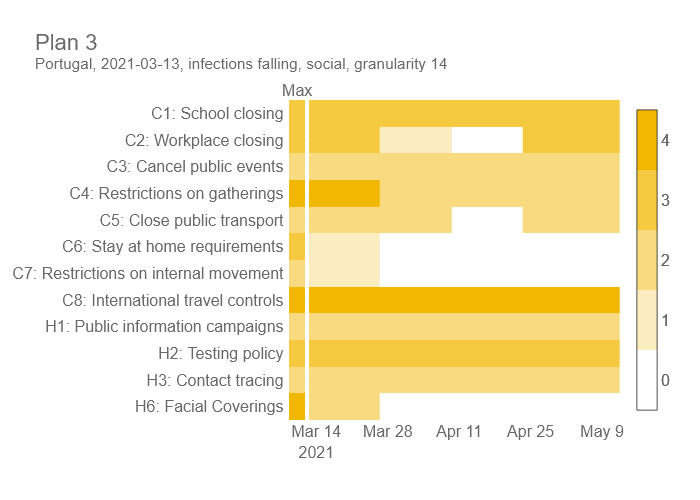 Plan 3
Portugal, 2021-03-13, infections falling, social, granularity 14
Max
C1: School closing
C2: Workplace closing
C3: Cancel public events
C4: Restrictions on gatherings
C5: Close public transport
C6: Stay at home requirements
C7: Restrictions on internal movement
C8: International travel controls
H1: Public information campaigns
H2: Testing policy
H3: Contact tracing
H6: Facial Coverings
Mar 14 Mar 28 Apr 11 Apr 25 May 9
2021
4
3
2
1
0